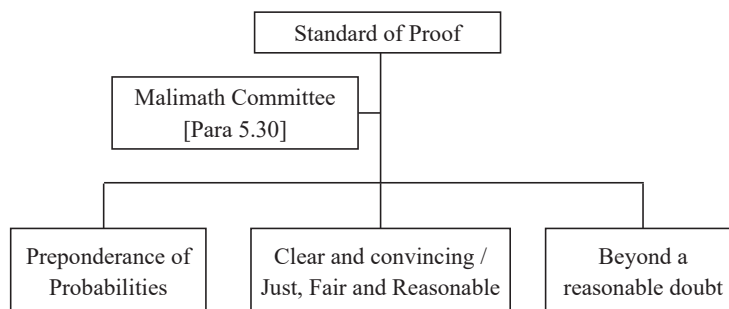 Standard of Proof
Malimath Committee
[Para 5.30]
Preponderance of
Probabilities
Clear and convincing /
Just, Fair and Reasonable
Beyond a
reasonable doubt